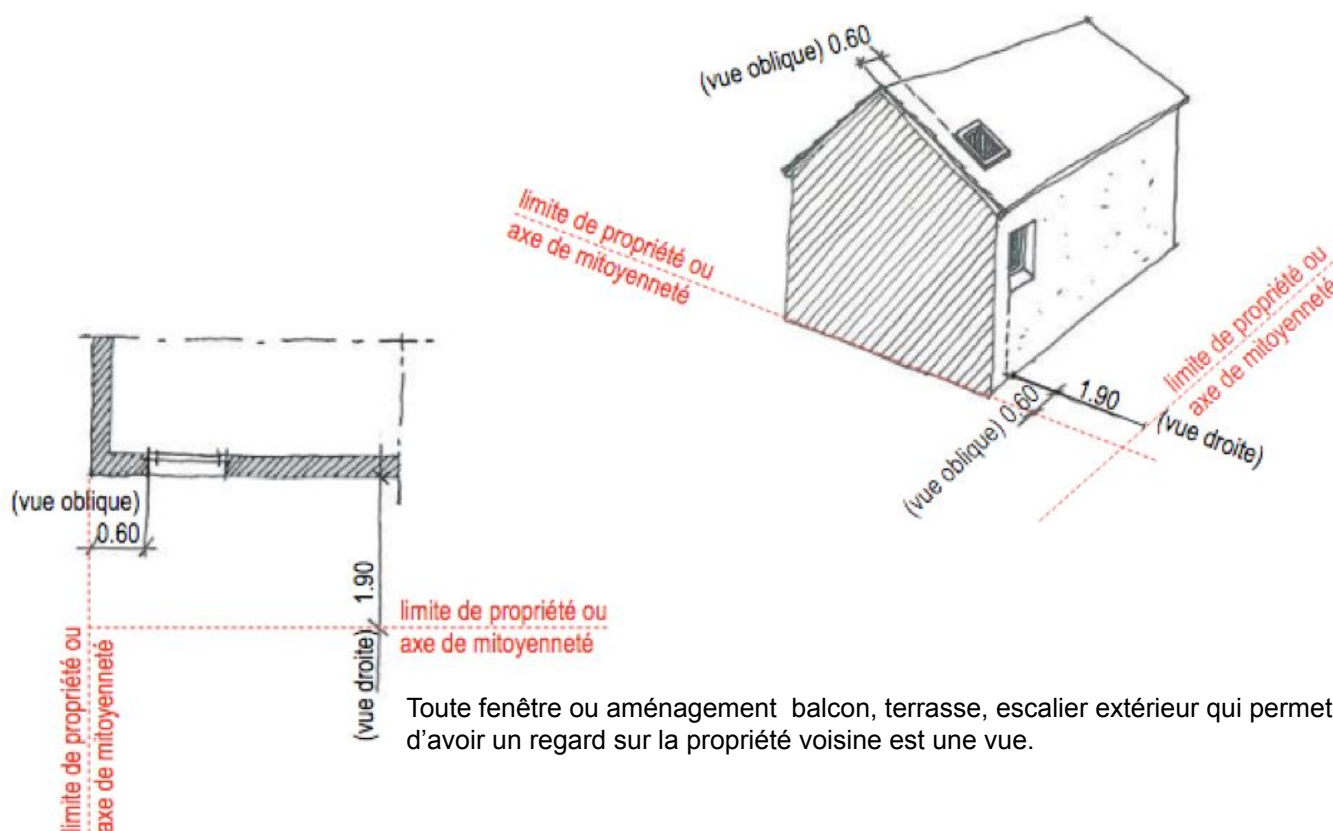 (vue oblique) 0.60
limite de propriété ou
axe de mitoyenneté
limite de propriété ou
axe de mitoyenneté
(vue oblique) 0.60
1.90
(vue droite)
(vue oblique)
0.60
1.90
(vue droite)
limite de propriété ou
axe de mitoyenneté
limite de propriété ou
axe de mitoyenneté
Toute fenêtre ou aménagement balcon, terrasse, escalier extérieur qui permet
d'avoir un regard sur la propriété voisine est une vue.